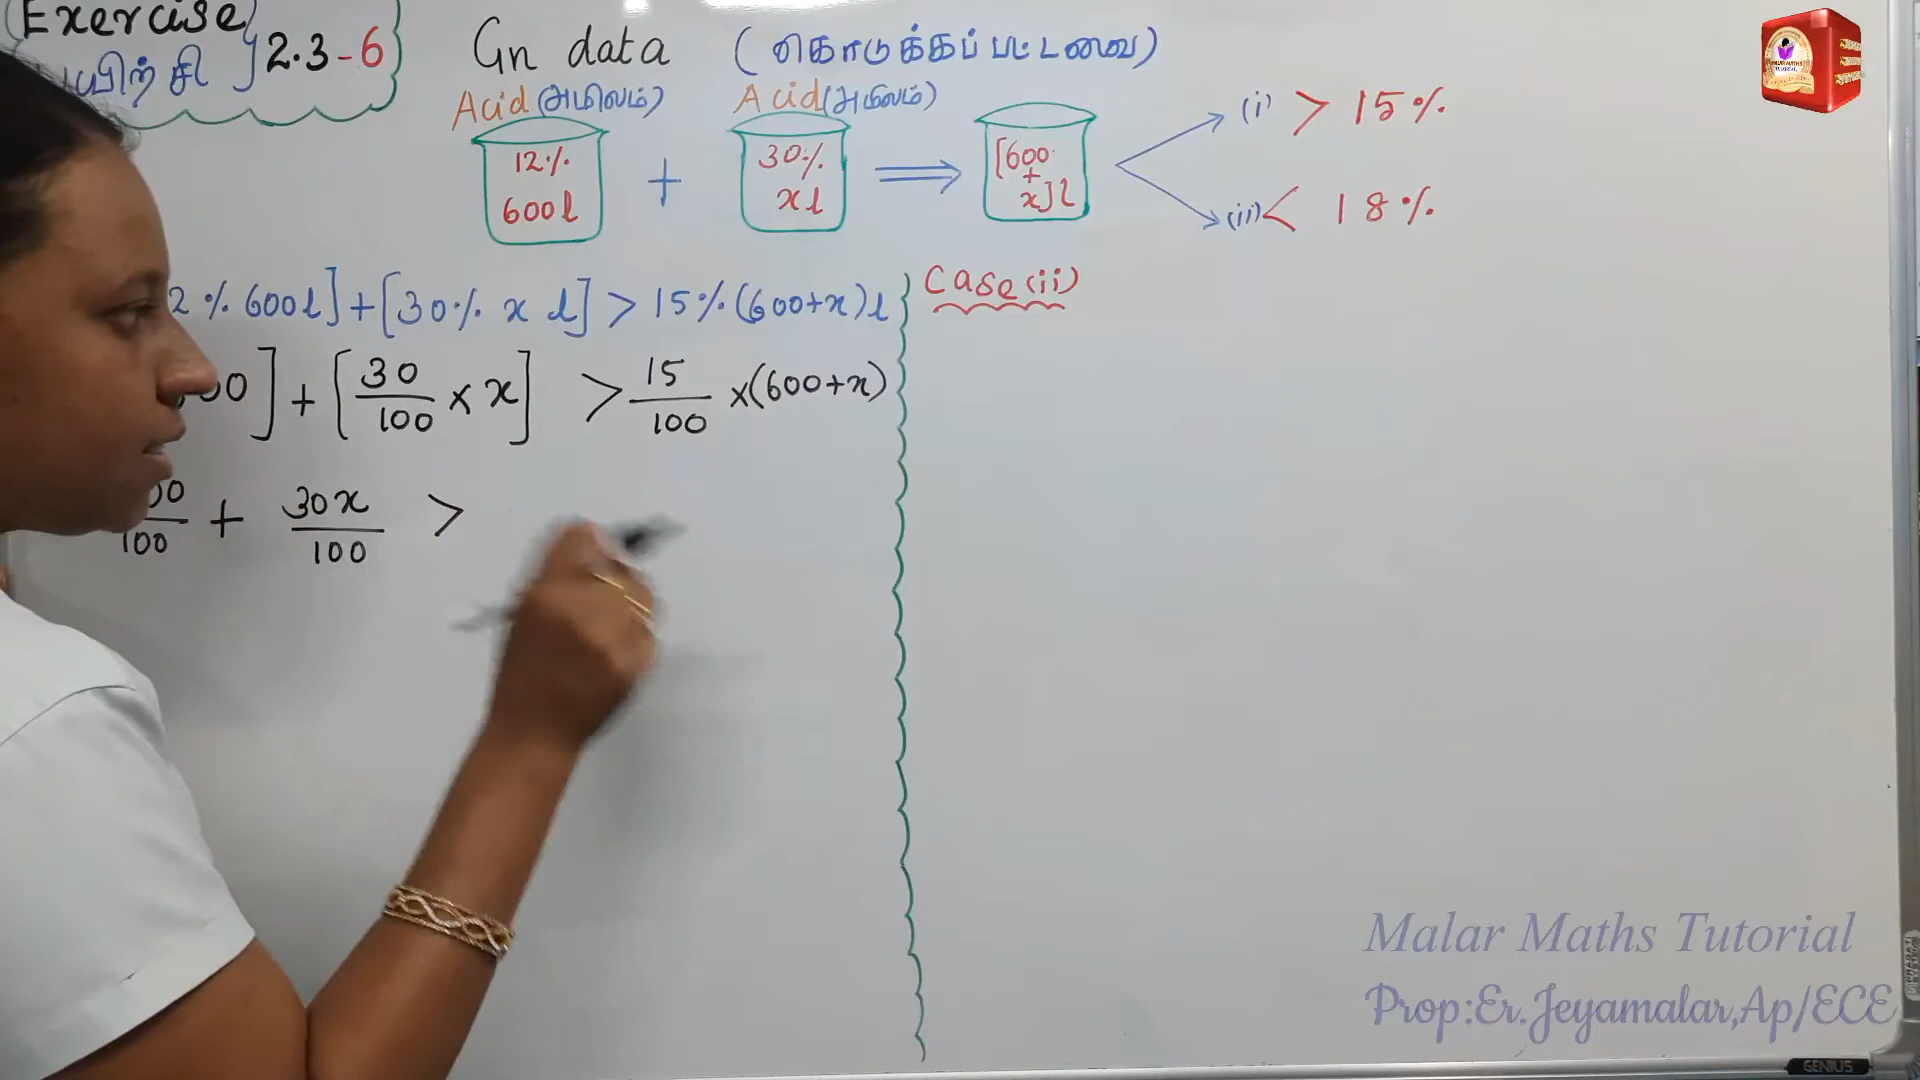 Exercise
பயிற்சி ] 2.3-6
Gn data (கொடுக்கப்பட்டவை)
Acid(அமிலம்) Acid(அமிலம்)
12% 600l + 30% x l ⟹ [600 + x] l
(i) > 15%
(ii) < 18%
2% 600l] + [30% x l] > 15% (600+x) l
00] + [30/100 × x] > 15/100 ×(600+x)
00/100 + 30x/100 >
Case (ii)
Malar Maths Tutorial
Prop:Er.Jeyamalar,Ap/ECE
GENIUS